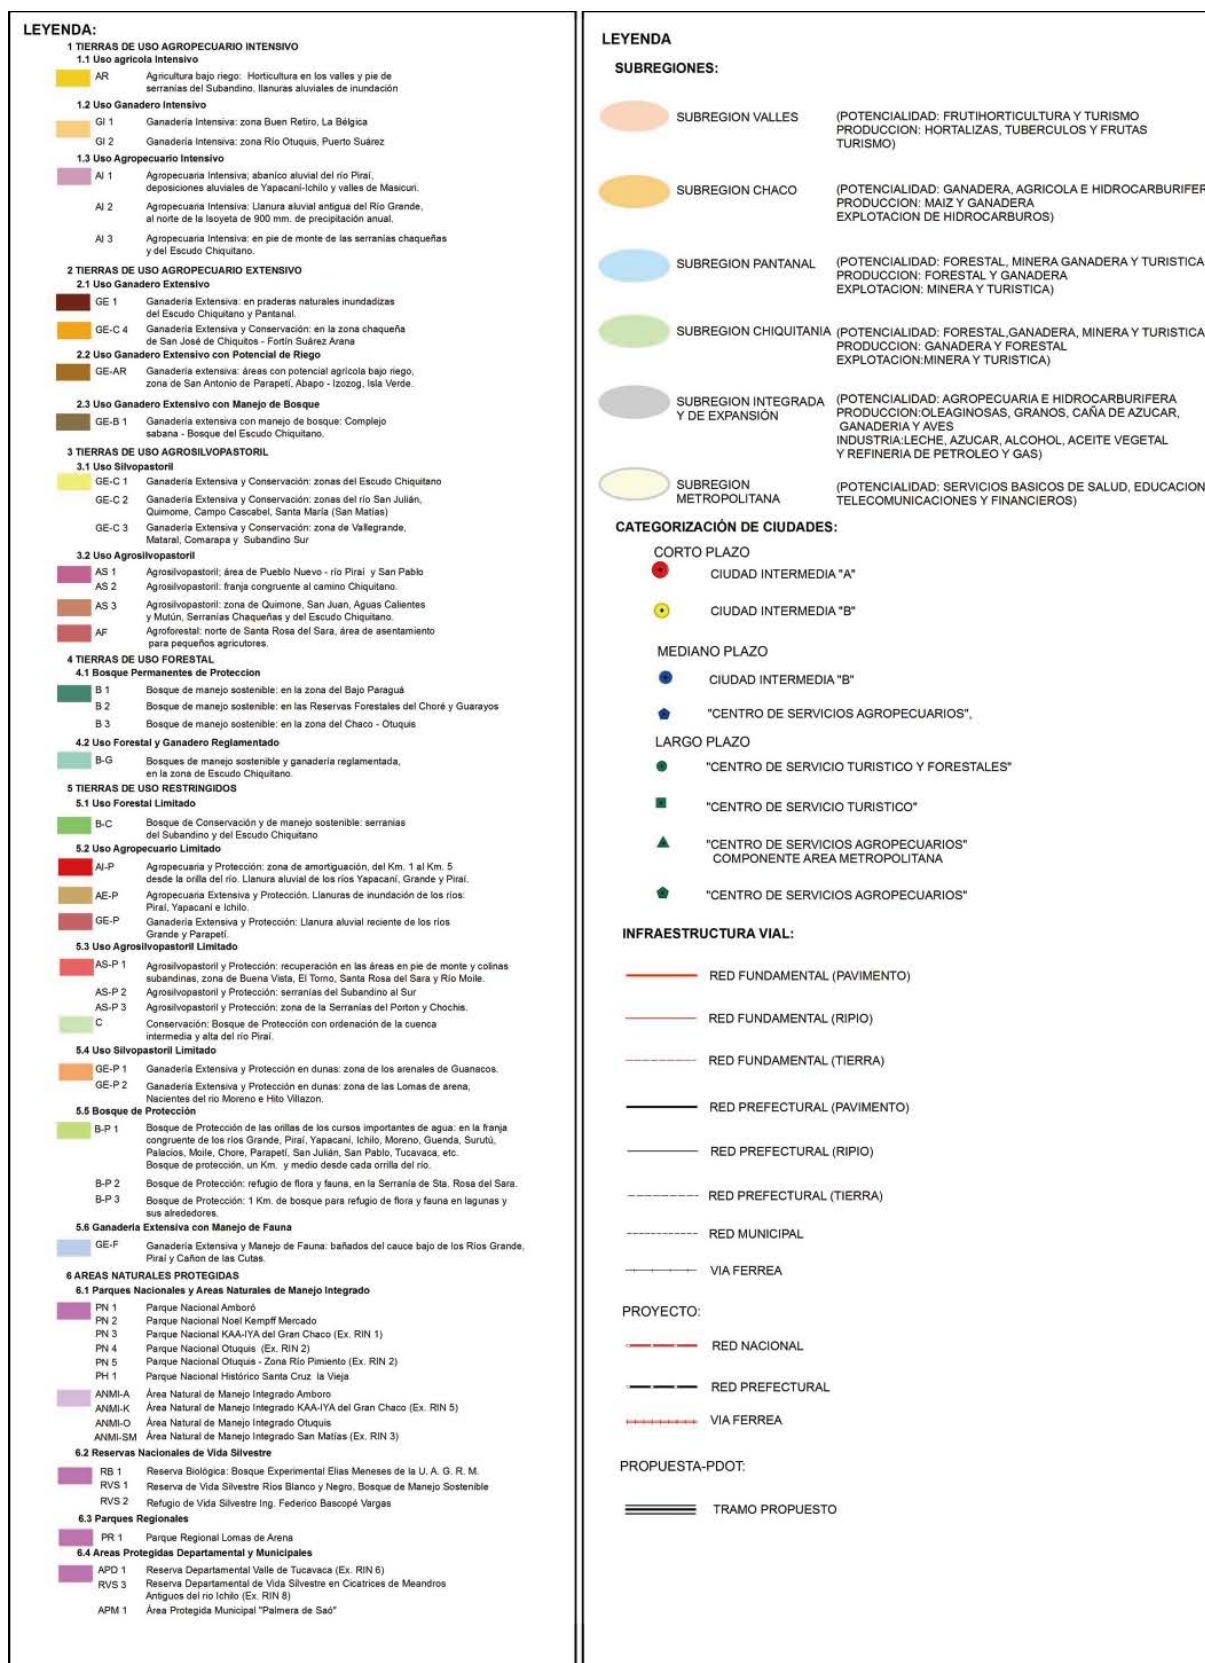 LEYENDA:
1 TIERRAS DE USO AGROPECUARIO INTENSIVO
1.1 Uso agricola Intensivo
AR Agricultura bajo riego: Horticultura en los valles y pie de
serranías del Subandino, llanuras aluviales de inundación
1.2 Uso Ganadero Intensivo
GI 1 Ganadería Intensiva: zona Buen Retiro, La Bélgica
GI 2 Ganadería Intensiva: zona Río Otuquis, Puerto Suárez
1.3 Uso Agropecuario Intensivo
AI 1 Agropecuaria Intensiva; abaníco aluvial del río Piraí,
deposiciones aluviales de Yapacaní-Ichilo y valles de Masicuri.
AI 2 Agropecuaria Intensiva: Llanura aluvial antigua del Río Grande,
al norte de la Isoyeta de 900 mm. de precipitación anual.
AI 3 Agropecuaria Intensiva: en pie de monte de las serranías chaqueñas
y del Escudo Chiquitano.
2 TIERRAS DE USO AGROPECUARIO EXTENSIVO
2.1 Uso Ganadero Extensivo
GE 1 Ganadería Extensiva: en praderas naturales inundadizas
del Escudo Chiquitano y Pantanal.
GE-C 4 Ganadería Extensiva y Conservación: en la zona chaqueña
de San José de Chiquitos - Fortín Suárez Arana
2.2 Uso Ganadero Extensivo con Potencial de Riego
GE-AR Ganadería extensiva: áreas con potencial agrícola bajo riego,
zona de San Antonio de Parapetí, Abapo - Izozog, Isla Verde.
2.3 Uso Ganadero Extensivo con Manejo de Bosque
GE-B 1 Ganadería extensiva con manejo de bosque: Complejo
sabana - Bosque del Escudo Chiquitano.
3 TIERRAS DE USO AGROSILVOPASTORIL
3.1 Uso Silvopastoril
GE-C 1 Ganadería Extensiva y Conservación: zonas del Escudo Chiquitano
GE-C 2 Ganadería Extensiva y Conservación: zonas del río San Julián,
Quimome, Campo Cascabel, Santa María (San Matías)
GE-C 3 Ganadería Extensiva y Conservación: zona de Vallegrande,
Mataral, Comarapa y Subandino Sur
3.2 Uso Agrosilvopastoril
AS 1 Agrosilvopastoril; área de Pueblo Nuevo - río Piraí y San Pablo
AS 2 Agrosilvopastoril: franja congruente al camino Chiquitano.
AS 3 Agrosilvopastoril: zona de Quimone, San Juan, Aguas Calientes
y Mutún, Serranías Chaqueñas y del Escudo Chiquitano.
AF Agroforestal: norte de Santa Rosa del Sara, área de asentamiento
para pequeños agricutores.
4 TIERRAS DE USO FORESTAL
4.1 Bosque Permanentes de Proteccion
B 1 Bosque de manejo sostenible: en la zona del Bajo Paraguá
B 2 Bosque de manejo sostenible: en las Reservas Forestales del Choré y Guarayos
B 3 Bosque de manejo sostenible: en la zona del Chaco - Otuquis
4.2 Uso Forestal y Ganadero Reglamentado
B-G Bosques de manejo sostenible y ganadería reglamentada,
en la zona de Escudo Chiquitano.
5 TIERRAS DE USO RESTRINGIDOS
5.1 Uso Forestal Limitado
B-C Bosque de Conservación y de manejo sostenible: serranias
del Subandino y del Escudo Chiquitano
5.2 Uso Agropecuario Limitado
AI-P Agropecuaria y Protección: zona de amortiguación, del Km. 1 al Km. 5
desde la orilla del río. Llanura aluvial de los ríos Yapacaní, Grande y Piraí.
AE-P Agropecuaria Extensiva y Protección. Llanuras de inundación de los ríos:
Piraí, Yapacaní e Ichilo.
GE-P Ganadería Extensiva y Protección: Llanura aluvial reciente de los ríos
Grande y Parapetí.
5.3 Uso Agrosilvopastoril Limitado
AS-P 1 Agrosilvopastoril y Protección: recuperación en las áreas en pie de monte y colinas
subandinas, zona de Buena Vista, El Torno, Santa Rosa del Sara y Río Moile.
AS-P 2 Agrosilvopastoril y Protección: serranías del Subandino al Sur
AS-P 3 Agrosilvopastoril y Protección: zona de la Serranías del Porton y Chochis.
C Conservación: Bosque de Protección con ordenación de la cuenca
intermedia y alta del río Piraí.
5.4 Uso Silvopastoril Limitado
GE-P 1 Ganadería Extensiva y Protección en dunas: zona de los arenales de Guanacos.
GE-P 2 Ganadería Extensiva y Protección en dunas: zona de las Lomas de arena,
Nacientes del rio Moreno e Hito Villazon.
5.5 Bosque de Protección
B-P 1 Bosque de Protección de las orillas de los cursos importantes de agua: en la franja
congruente de los ríos Grande, Piraí, Yapacaní, Ichilo, Moreno, Guenda, Surutú,
Palacios, Moile, Chore, Parapetí, San Julián, San Pablo, Tucavaca, etc.
Bosque de protección, un Km. y medio desde cada orrilla del río.
B-P 2 Bosque de Protección: refugio de flora y fauna, en la Serranía de Sta. Rosa del Sara.
B-P 3 Bosque de Protección: 1 Km. de bosque para refugio de flora y fauna en lagunas y
sus alrededores.
5.6 Ganaderia Extensiva con Manejo de Fauna
GE-F Ganadería Extensiva y Manejo de Fauna: bañados del cauce bajo de los Ríos Grande,
Piraí y Cañon de las Cutas.
6 AREAS NATURALES PROTEGIDAS
6.1 Parques Nacionales y Areas Naturales de Manejo Integrado
PN 1 Parque Nacional Amboró
PN 2 Parque Nacional Noel Kempff Mercado
PN 3 Parque Nacional KAA-IYA del Gran Chaco (Ex. RIN 1)
PN 4 Parque Nacional Otuquis (Ex. RIN 2)
PN 5 Parque Nacional Otuquis - Zona Río Pimiento (Ex. RIN 2)
PH 1 Parque Nacional Histórico Santa Cruz la Vieja
ANMI-A Área Natural de Manejo Integrado Amboro
ANMI-K Área Natural de Manejo Integrado KAA-IYA del Gran Chaco (Ex. RIN 5)
ANMI-O Área Natural de Manejo Integrado Otuquis
ANMI-SM Área Natural de Manejo Integrado San Matías (Ex. RIN 3)
6.2 Reservas Nacionales de Vida Silvestre
RB 1 Reserva Biológica: Bosque Experimental Elias Meneses de la U. A. G. R. M.
RVS 1 Reserva de Vida Silvestre Ríos Blanco y Negro, Bosque de Manejo Sostenible
RVS 2 Refugio de Vida Silvestre Ing. Federico Bascopé Vargas
6.3 Parques Regionales
PR 1 Parque Regional Lomas de Arena
6.4 Areas Protegidas Departamental y Municipales
APD 1 Reserva Departamental Valle de Tucavaca (Ex. RIN 6)
RVS 3 Reserva Departamental de Vida Silvestre en Cicatrices de Meandros
Antiguos del rio Ichilo (Ex. RIN 8)
APM 1 Área Protegida Municipal "Palmera de Saó"
LEYENDA
SUBREGIONES:
SUBREGION VALLES (POTENCIALIDAD: FRUTIHORTICULTURA Y TURISMO
PRODUCCION: HORTALIZAS, TUBERCULOS Y FRUTAS
TURISMO)
SUBREGION CHACO (POTENCIALIDAD: GANADERA, AGRICOLA E HIDROCARBURIFER
PRODUCCION: MAIZ Y GANADERA
EXPLOTACION DE HIDROCARBUROS)
SUBREGION PANTANAL (POTENCIALIDAD: FORESTAL, MINERA GANADERA Y TURISTICA
PRODUCCION: FORESTAL Y GANADERA
EXPLOTACION: MINERA Y TURISTICA)
SUBREGION CHIQUITANIA (POTENCIALIDAD: FORESTAL,GANADERA, MINERA Y TURISTICA
PRODUCCION: GANADERA Y FORESTAL
EXPLOTACION:MINERA Y TURISTICA)
SUBREGION INTEGRADA (POTENCIALIDAD: AGROPECUARIA E HIDROCARBURIFERA
Y DE EXPANSIÓN PRODUCCION:OLEAGINOSAS, GRANOS, CAÑA DE AZUCAR,
GANADERIA Y AVES
INDUSTRIA:LECHE, AZUCAR, ALCOHOL, ACEITE VEGETAL
Y REFINERIA DE PETROLEO Y GAS)
SUBREGION (POTENCIALIDAD: SERVICIOS BASICOS DE SALUD, EDUCACION
METROPOLITANA TELECOMUNICACIONES Y FINANCIEROS)
CATEGORIZACIÓN DE CIUDADES:
CORTO PLAZO
CIUDAD INTERMEDIA "A"
CIUDAD INTERMEDIA "B"
MEDIANO PLAZO
CIUDAD INTERMEDIA "B"
"CENTRO DE SERVICIOS AGROPECUARIOS",
LARGO PLAZO
"CENTRO DE SERVICIO TURISTICO Y FORESTALES"
"CENTRO DE SERVICIO TURISTICO"
"CENTRO DE SERVICIOS AGROPECUARIOS"
COMPONENTE AREA METROPOLITANA
"CENTRO DE SERVICIOS AGROPECUARIOS"
INFRAESTRUCTURA VIAL:
RED FUNDAMENTAL (PAVIMENTO)
RED FUNDAMENTAL (RIPIO)
RED FUNDAMENTAL (TIERRA)
RED PREFECTURAL (PAVIMENTO)
RED PREFECTURAL (RIPIO)
RED PREFECTURAL (TIERRA)
RED MUNICIPAL
VIA FERREA
PROYECTO:
RED NACIONAL
RED PREFECTURAL
VIA FERREA
PROPUESTA-PDOT:
TRAMO PROPUESTO